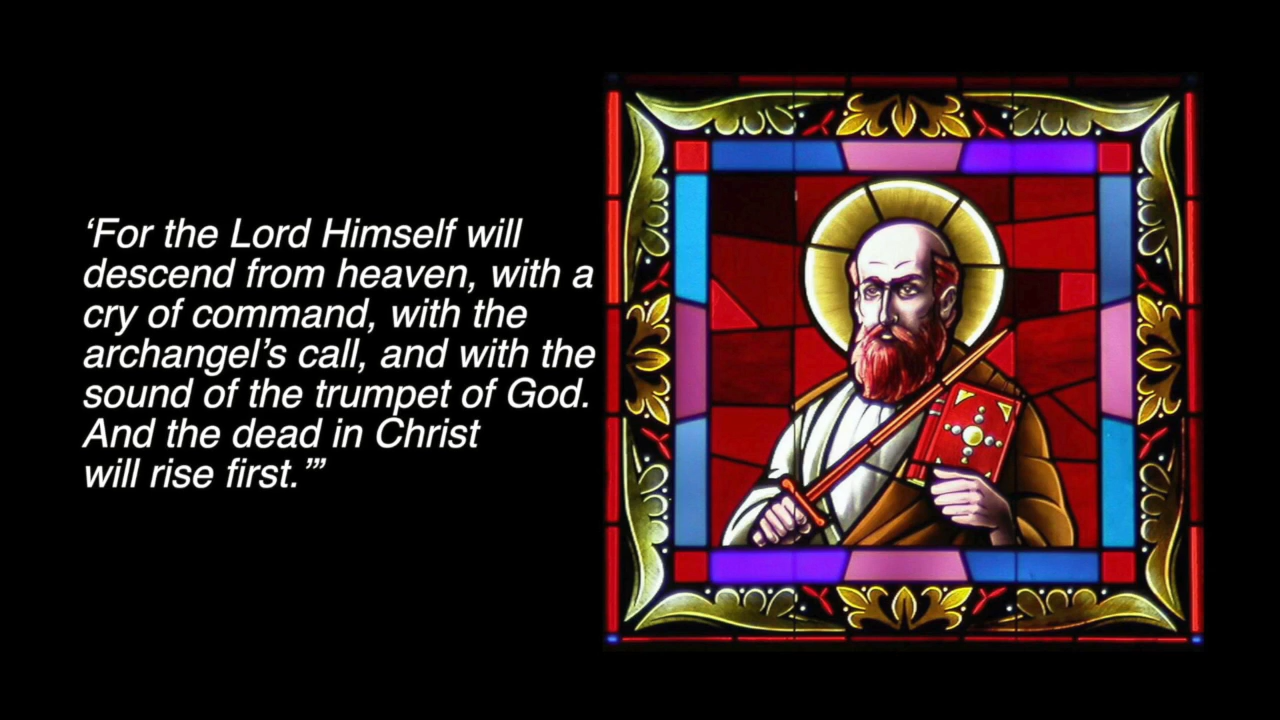 ‘For the Lord Himself will
descend from heaven, with a
cry of command, with the
archangel’s call, and with the
sound of the trumpet of God.
And the dead in Christ
will rise first.’”